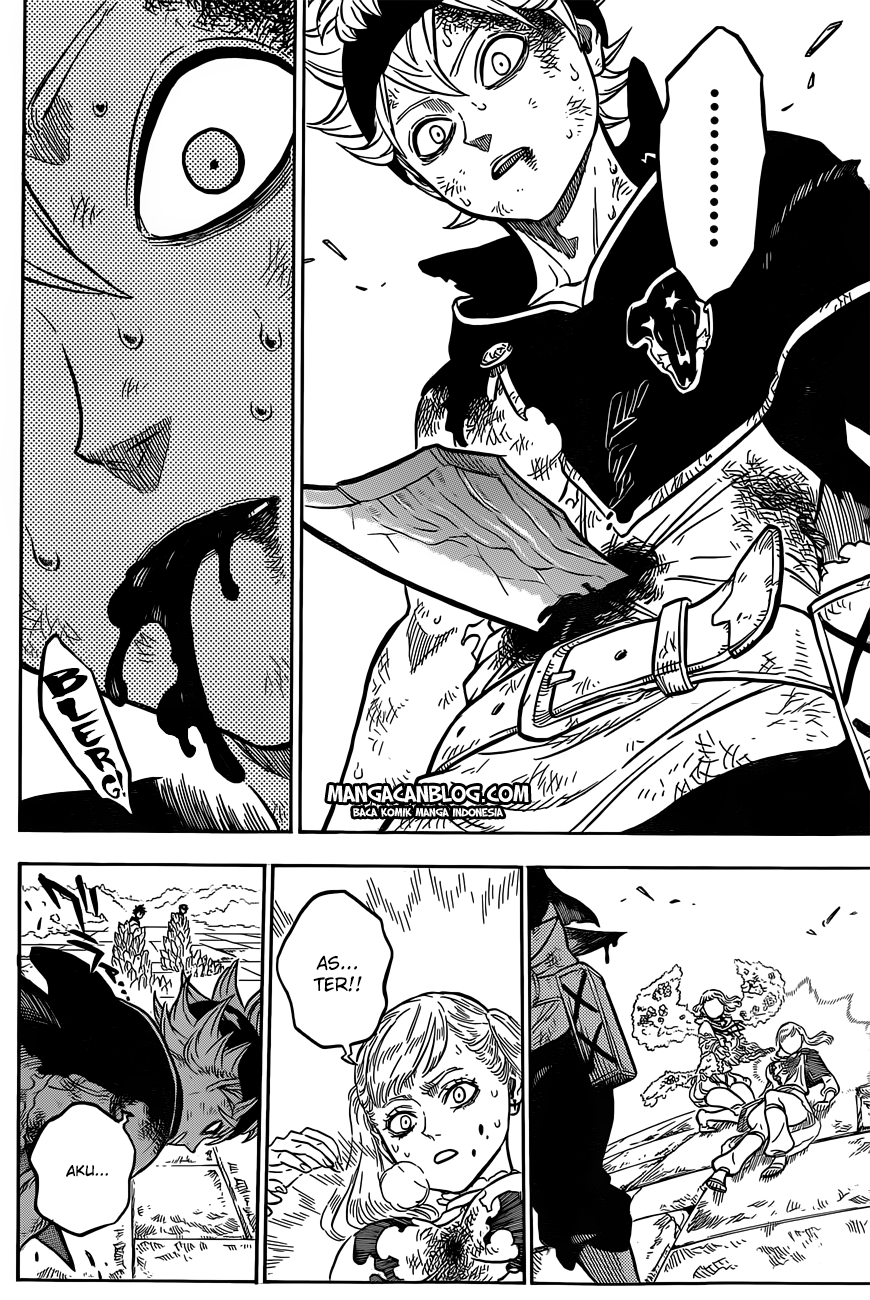 ..........
BLERG
MANGACANBLOG.COM
BACA KOMIK MANGA INDONESIA
AS...
TER!!
AKU...